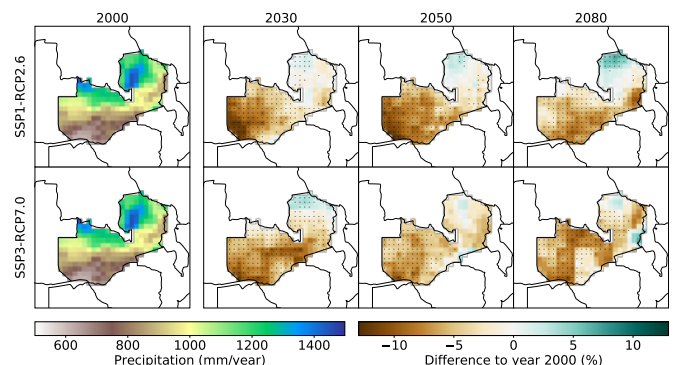 2000 2030 2050 2080
SSP1-RCP2.6
SSP3-RCP7.0
600 800 1000 1200 1400 −10 −5 0 5 10
Precipitation (mm/year) Difference to year 2000 (%)